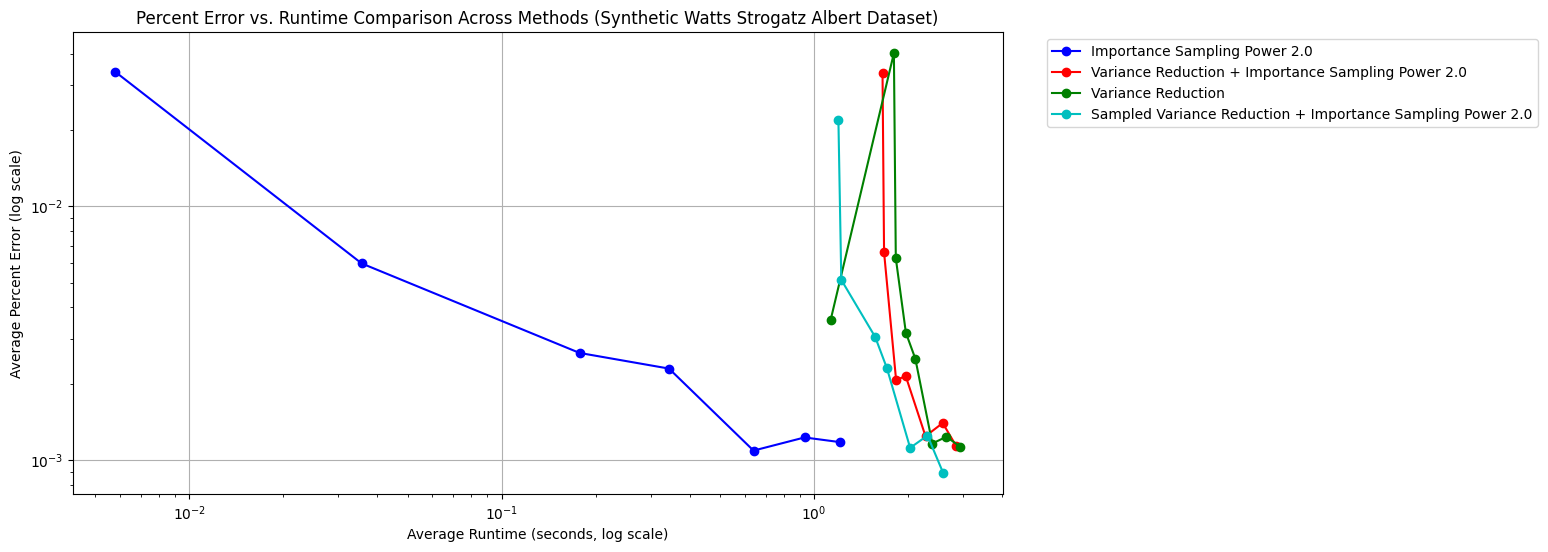 Percent Error vs. Runtime Comparison Across Methods (Synthetic Watts Strogatz Albert Dataset)
Importance Sampling Power 2.0
Variance Reduction + Importance Sampling Power 2.0
Variance Reduction
Sampled Variance Reduction + Importance Sampling Power 2.0
Average Percent Error (log scale)
10⁻²
10⁻³
10⁻²
10⁻¹
10⁰
Average Runtime (seconds, log scale)